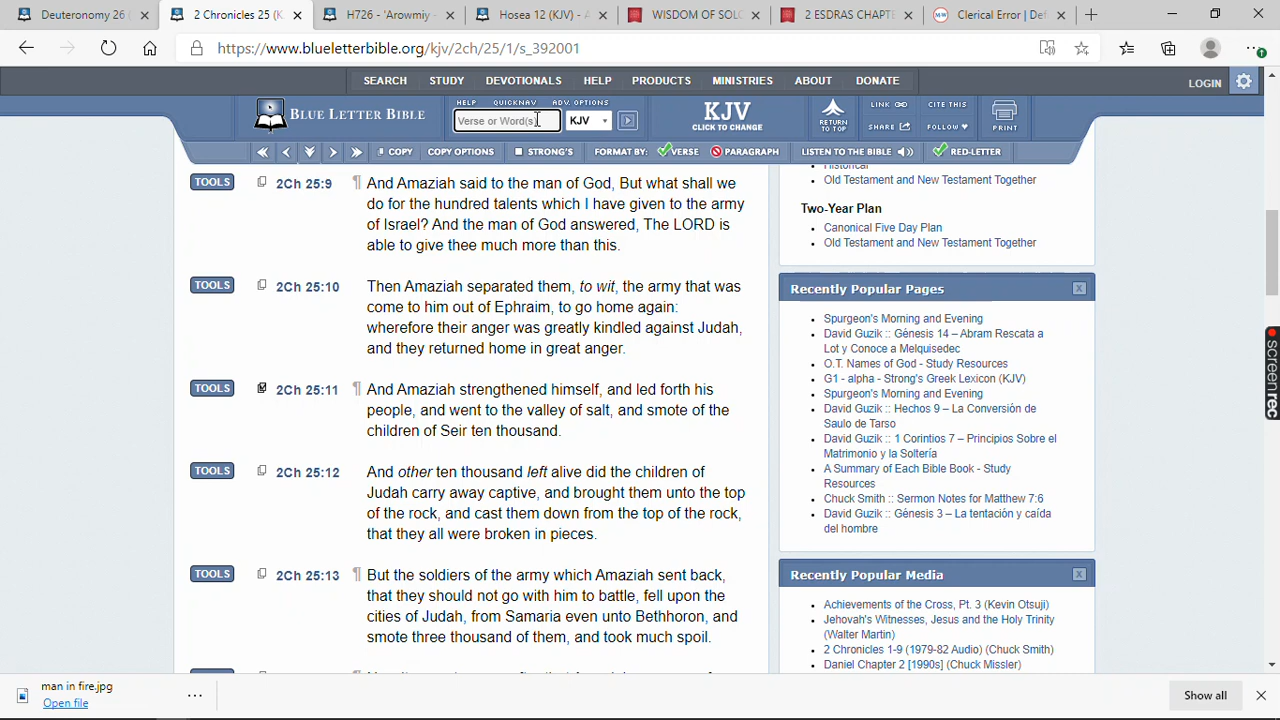 Deuteronomy 26
2 Chronicles 25 (K
H726 - 'Arowmiy -
Hosea 12 (KJV) - A
WISDOM OF SOLO
2 ESDRAS CHAPTE
Clerical Error | Def
https://www.blueletterbible.org/kjv/2ch/25/1/s_392001
SEARCH STUDY DEVOTIONALS HELP PRODUCTS MINISTRIES ABOUT DONATE
LOGIN
BLUE LETTER BIBLE
HELP QUICKNAV ADV. OPTIONS
Verse or Word(s)
KJV
KJV
CLICK TO CHANGE
RETURN
TO TOP
LINK
CITE THIS
SHARE
FOLLOW
PRINT
COPY COPY OPTIONS STRONG'S FORMAT BY: VERSE PARAGRAPH LISTEN TO THE BIBLE RED-LETTER
TOOLS 2Ch 25:9 ¶ And Amaziah said to the man of God, But what shall we
do for the hundred talents which I have given to the army
of Israel? And the man of God answered, The LORD is
able to give thee much more than this.
TOOLS 2Ch 25:10 Then Amaziah separated them, to wit, the army that was
come to him out of Ephraim, to go home again:
wherefore their anger was greatly kindled against Judah,
and they returned home in great anger.
TOOLS 2Ch 25:11 ¶ And Amaziah strengthened himself, and led forth his
people, and went to the valley of salt, and smote of the
children of Seir ten thousand.
TOOLS 2Ch 25:12 And other ten thousand left alive did the children of
Judah carry away captive, and brought them unto the top
of the rock, and cast them down from the top of the rock,
that they all were broken in pieces.
TOOLS 2Ch 25:13 ¶ But the soldiers of the army which Amaziah sent back,
that they should not go with him to battle, fell upon the
cities of Judah, from Samaria even unto Bethhoron, and
smote three thousand of them, and took much spoil.
Historical
Old Testament and New Testament Together
Two-Year Plan
Canonical Five Day Plan
Old Testament and New Testament Together
Recently Popular Pages
Spurgeon's Morning and Evening
David Guzik :: Génesis 14 – Abram Rescata a
Lot y Conoce a Melquisedec
O.T. Names of God - Study Resources
G1 - alpha - Strong's Greek Lexicon (KJV)
Spurgeon's Morning and Evening
David Guzik :: Hechos 9 – La Conversión de
Saulo de Tarso
David Guzik :: 1 Corintios 7 – Principios Sobre el
Matrimonio y la Soltería
A Summary of Each Bible Book - Study
Resources
Chuck Smith :: Sermon Notes for Matthew 7:6
David Guzik :: Génesis 3 – La tentación y caída
del hombre
Recently Popular Media
Achievements of the Cross, Pt. 3 (Kevin Otsuji)
Jehovah's Witnesses, Jesus and the Holy Trinity
(Walter Martin)
2 Chronicles 1-9 (1979-82 Audio) (Chuck Smith)
Daniel Chapter 2 [1990s] (Chuck Missler)
screenrec
man in fire.jpg
Open file
Show all